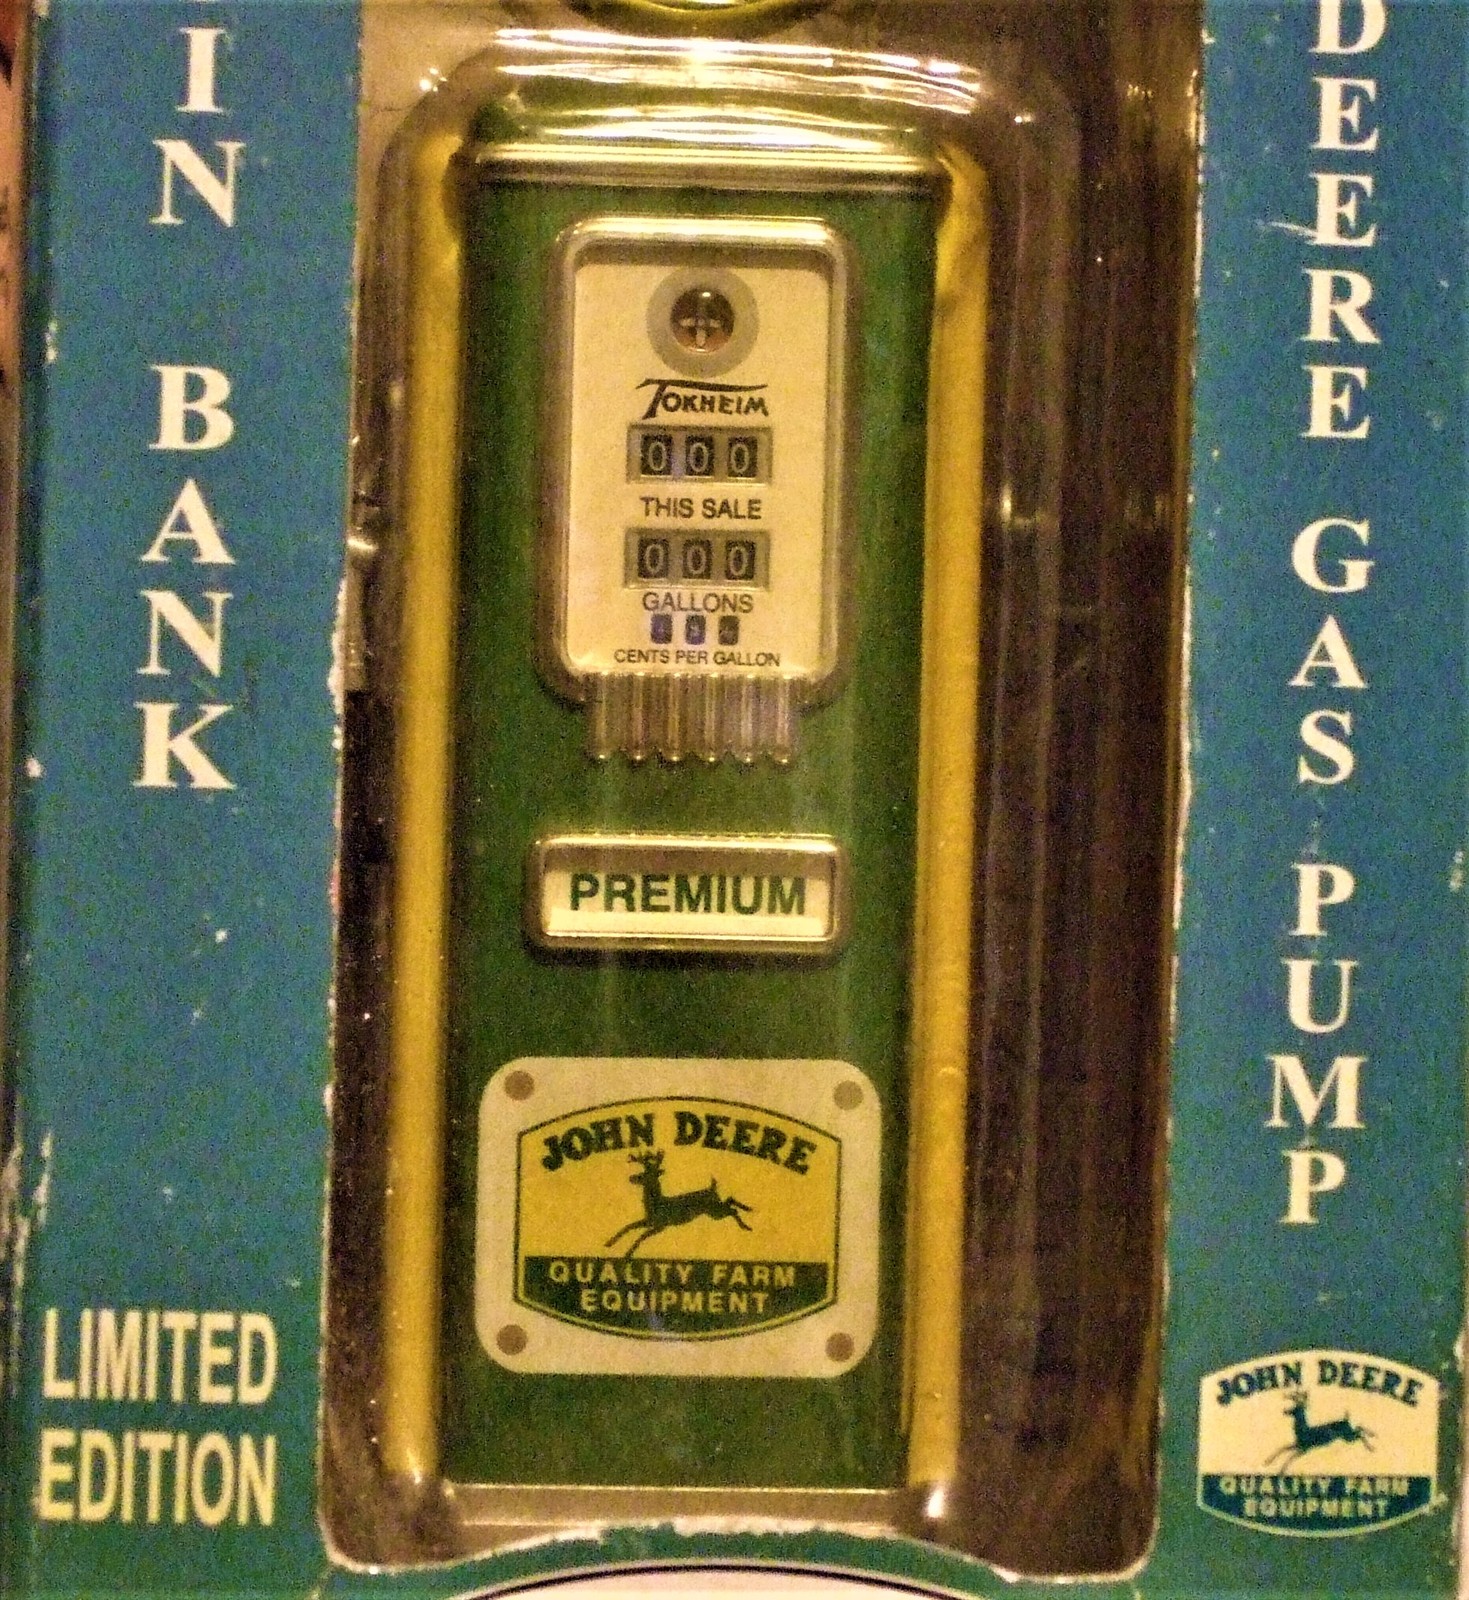 IN BANK
LIMITED
EDITION
TOKHEIM
000
THIS SALE
000
GALLONS
CENTS PER GALLON
PREMIUM
JOHN DEERE
QUALITY FARM
EQUIPMENT
DEERE GAS PUMP
JOHN DEERE
QUALITY FARM
EQUIPMENT